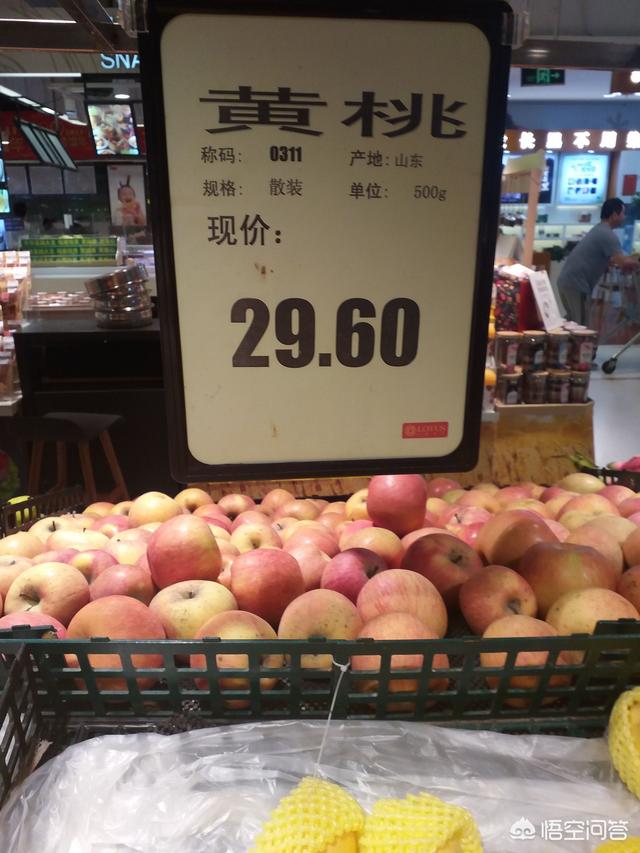 SNA
黄桃
称码: 0311 产地: 山东
规格: 散装 单位: 500g
现价:
29.60
LOTUS
悟空问答